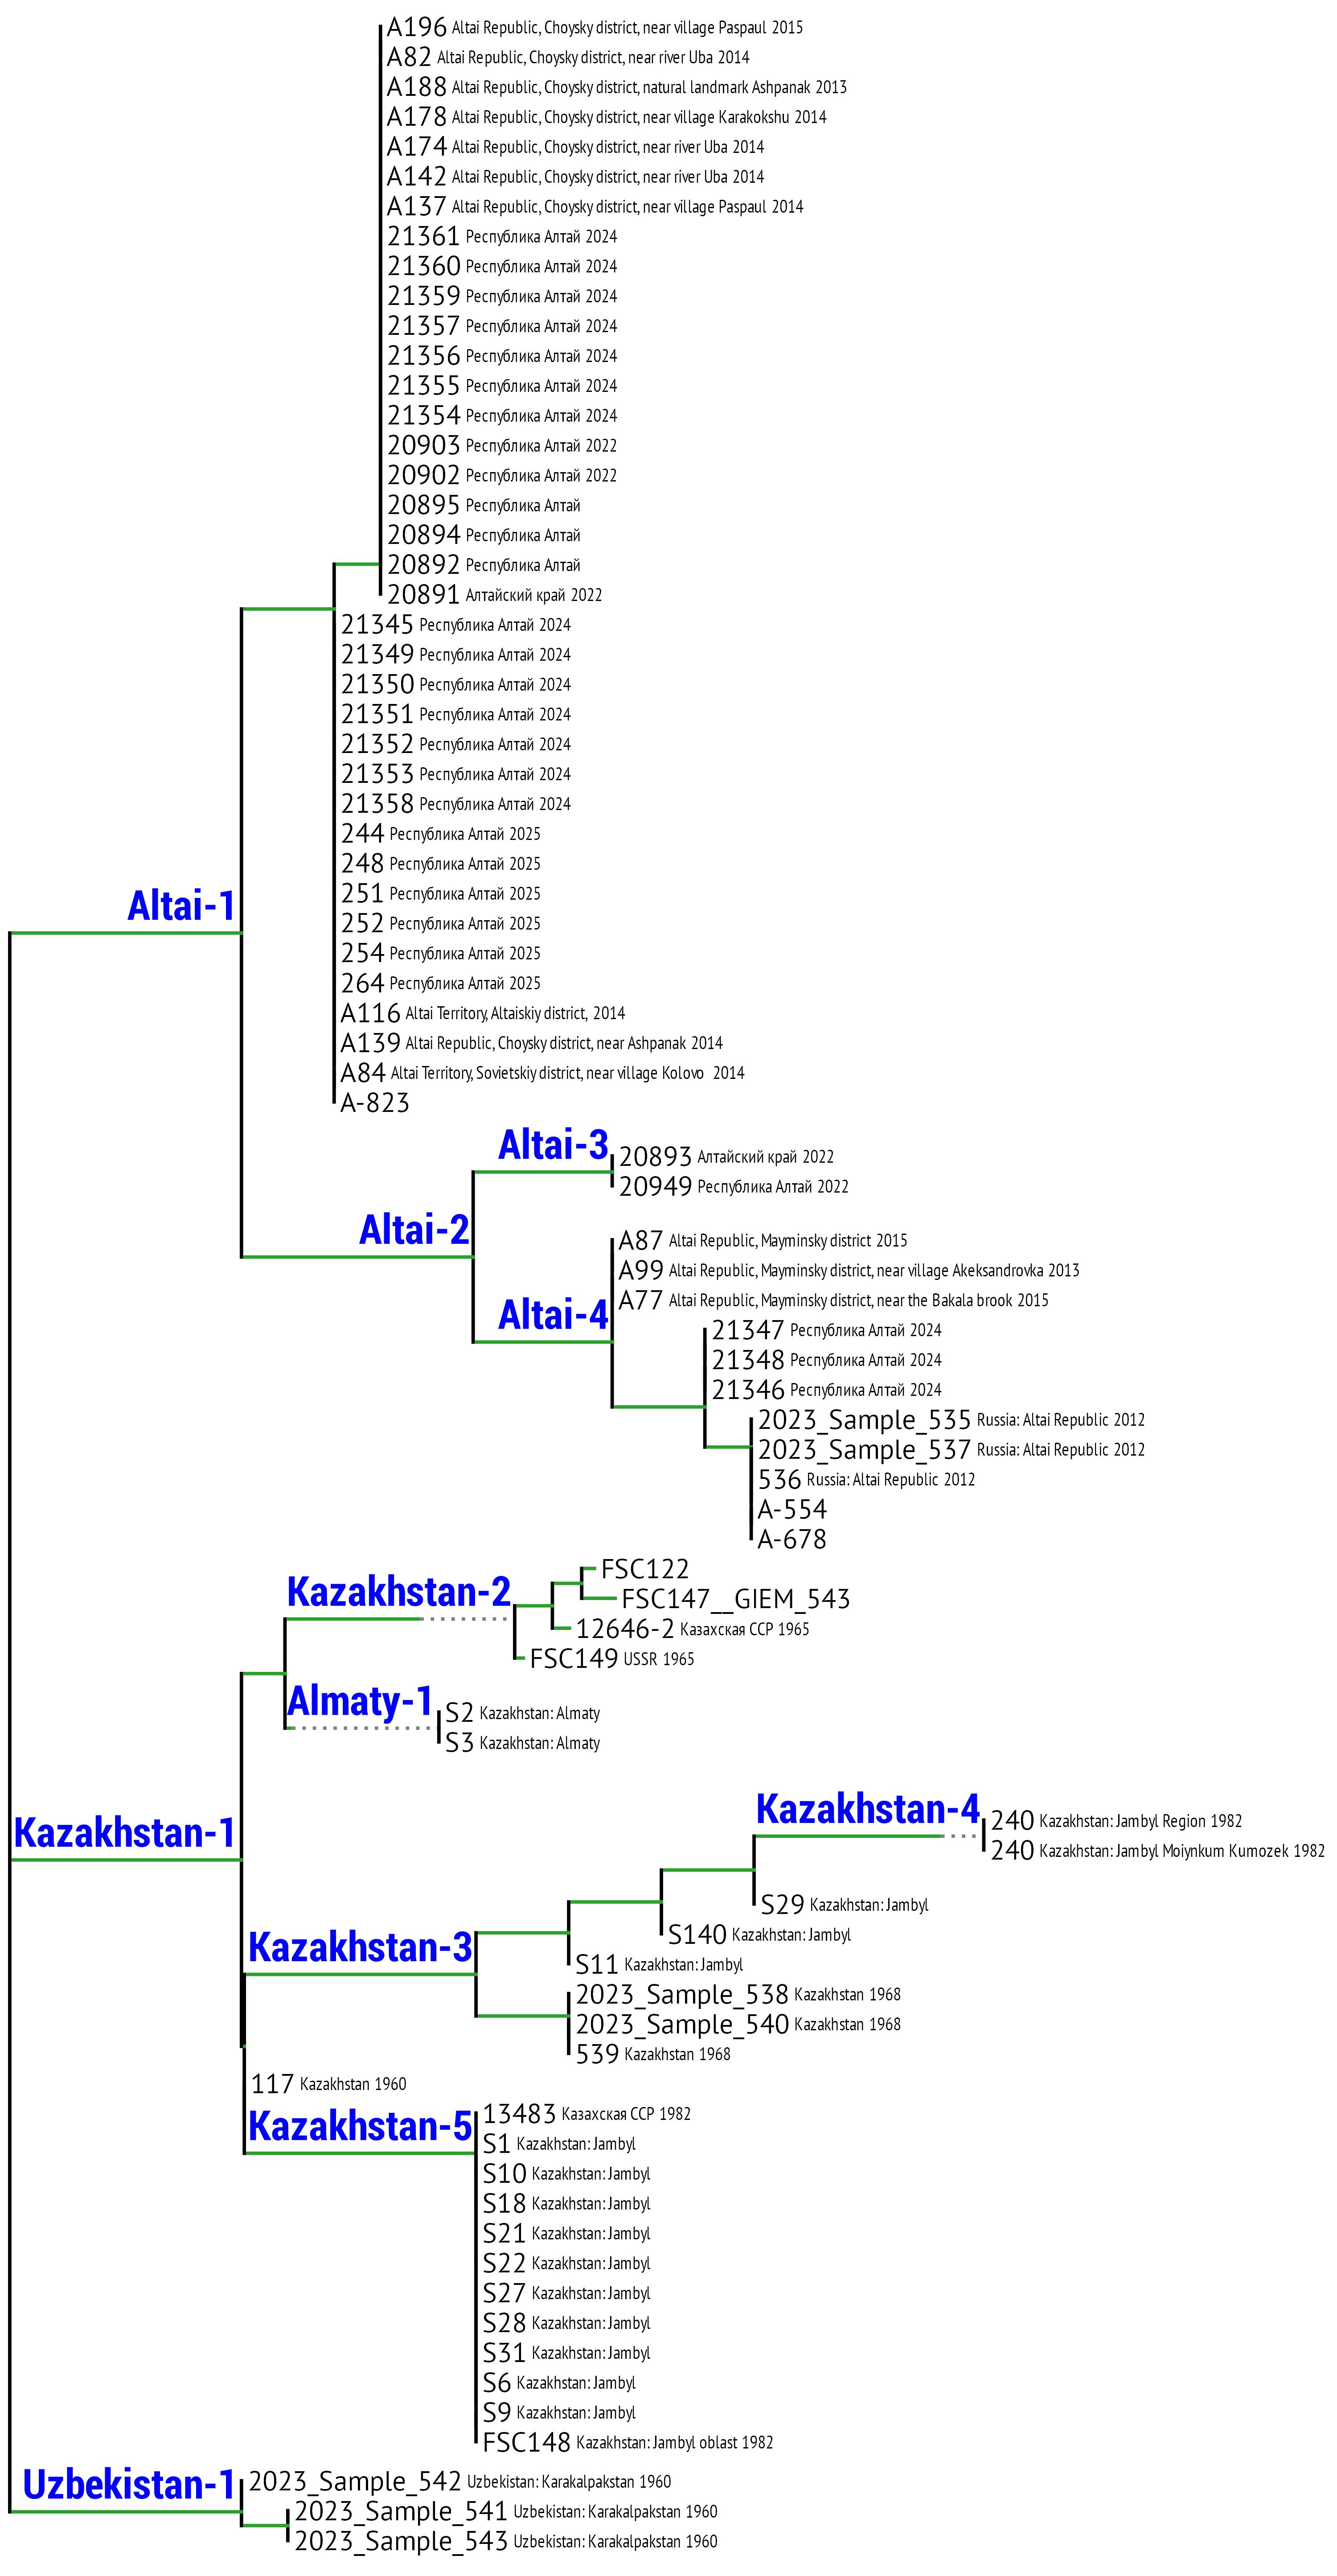 A196 Altai Republic, Choysky district, near village Paspaul 2015
A82 Altai Republic, Choysky district, near river Uba 2014
A188 Altai Republic, Choysky district, natural landmark Ashpanak 2013
A178 Altai Republic, Choysky district, near village Karakokshu 2014
A174 Altai Republic, Choysky district, near river Uba 2014
A142 Altai Republic, Choysky district, near river Uba 2014
A137 Altai Republic, Choysky district, near village Paspaul 2014
21361 Республика Алтай 2024
21360 Республика Алтай 2024
21359 Республика Алтай 2024
21357 Республика Алтай 2024
21356 Республика Алтай 2024
21355 Республика Алтай 2024
21354 Республика Алтай 2024
20903 Республика Алтай 2022
20902 Республика Алтай 2022
20895 Республика Алтай
20894 Республика Алтай
20892 Республика Алтай
20891 Алтайский край 2022
21345 Республика Алтай 2024
21349 Республика Алтай 2024
21350 Республика Алтай 2024
21351 Республика Алтай 2024
21352 Республика Алтай 2024
21353 Республика Алтай 2024
21358 Республика Алтай 2024
244 Республика Алтай 2025
248 Республика Алтай 2025
251 Республика Алтай 2025
Altai-1
252 Республика Алтай 2025
254 Республика Алтай 2025
264 Республика Алтай 2025
A116 Altai Territory, Altaiskiy district, 2014
A139 Altai Republic, Choysky district, near Ashpanak 2014
A84 Altai Territory, Sovietskiy district, near village Kolovo 2014
A-823
Altai-3
20893 Алтайский край 2022
20949 Республика Алтай 2022
Altai-2
A87 Altai Republic, Mayminsky district 2015
A99 Altai Republic, Mayminsky district, near village Akeksandrovka 2013
A77 Altai Republic, Mayminsky district, near the Bakala brook 2015
Altai-4
21347 Республика Алтай 2024
21348 Республика Алтай 2024
21346 Республика Алтай 2024
2023_Sample_535 Russia: Altai Republic 2012
2023_Sample_537 Russia: Altai Republic 2012
536 Russia: Altai Republic 2012
A-554
A-678
FSC122
Kazakhstan-2
FSC147__GIEM_543
12646-2 Казахская ССР 1965
FSC149 USSR 1965
Almaty-1
S2 Kazakhstan: Almaty
S3 Kazakhstan: Almaty
Kazakhstan-4
240 Kazakhstan: Jambyl Region 1982
Kazakhstan-1
240 Kazakhstan: Jambyl Moiynkum Kumozek 1982
S29 Kazakhstan: Jambyl
S140 Kazakhstan: Jambyl
Kazakhstan-3
S11 Kazakhstan: Jambyl
2023_Sample_538 Kazakhstan 1968
2023_Sample_540 Kazakhstan 1968
539 Kazakhstan 1968
117 Kazakhstan 1960
Kazakhstan-5
13483 Казахская ССР 1982
S1 Kazakhstan: Jambyl
S10 Kazakhstan: Jambyl
S18 Kazakhstan: Jambyl
S21 Kazakhstan: Jambyl
S22 Kazakhstan: Jambyl
S27 Kazakhstan: Jambyl
S28 Kazakhstan: Jambyl
S31 Kazakhstan: Jambyl
S6 Kazakhstan: Jambyl
S9 Kazakhstan: Jambyl
FSC148 Kazakhstan: Jambyl oblast 1982
Uzbekistan-1
2023_Sample_542 Uzbekistan: Karakalpakstan 1960
2023_Sample_541 Uzbekistan: Karakalpakstan 1960
2023_Sample_543 Uzbekistan: Karakalpakstan 1960